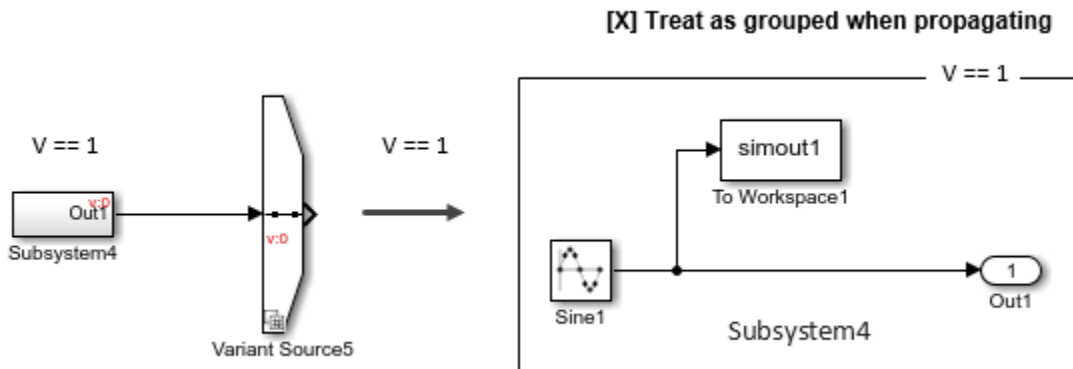 [X] Treat as grouped when propagating
V == 1
V == 1
V == 1
v:0
Out1
Subsystem4
v:0
Variant Source5
simout1
To Workspace1
Sine1
1
Out1
Subsystem4